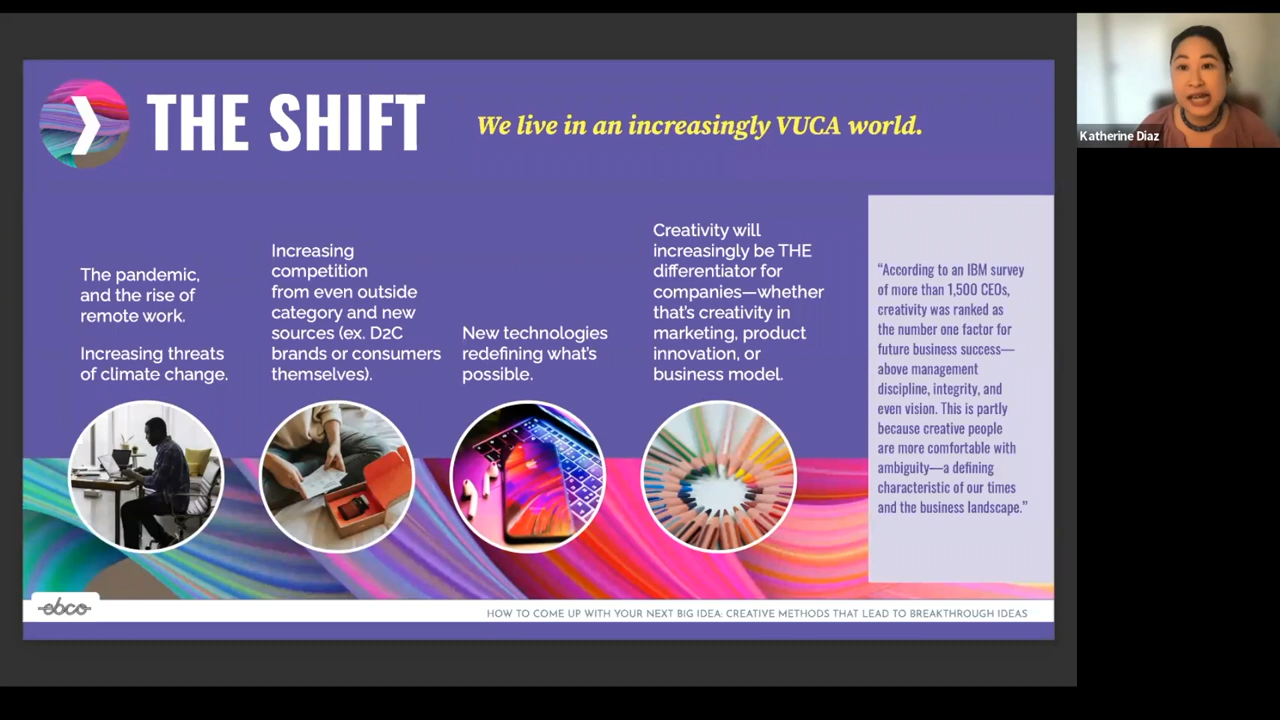 THE SHIFT
We live in an increasingly VUCA world.
Katherine Diaz
The pandemic,
and the rise of
remote work.
Increasing threats
of climate change.
Increasing
competition
from even outside
category and new
sources (ex. D2C
brands or consumers
themselves).
New technologies
redefining what's
possible.
Creativity will
increasingly be THE
differentiator for
companies—whether
that's creativity in
marketing, product
innovation, or
business model.
“According to an IBM survey
of more than 1,500 CEOs,
creativity was ranked as
the number one factor for
future business success—
above management
discipline, integrity, and
even vision. This is partly
because creative people
are more comfortable with
ambiguity—a defining
characteristic of our times
and the business landscape.”
ebco
HOW TO COME UP WITH YOUR NEXT BIG IDEA: CREATIVE METHODS THAT LEAD TO BREAKTHROUGH IDEAS